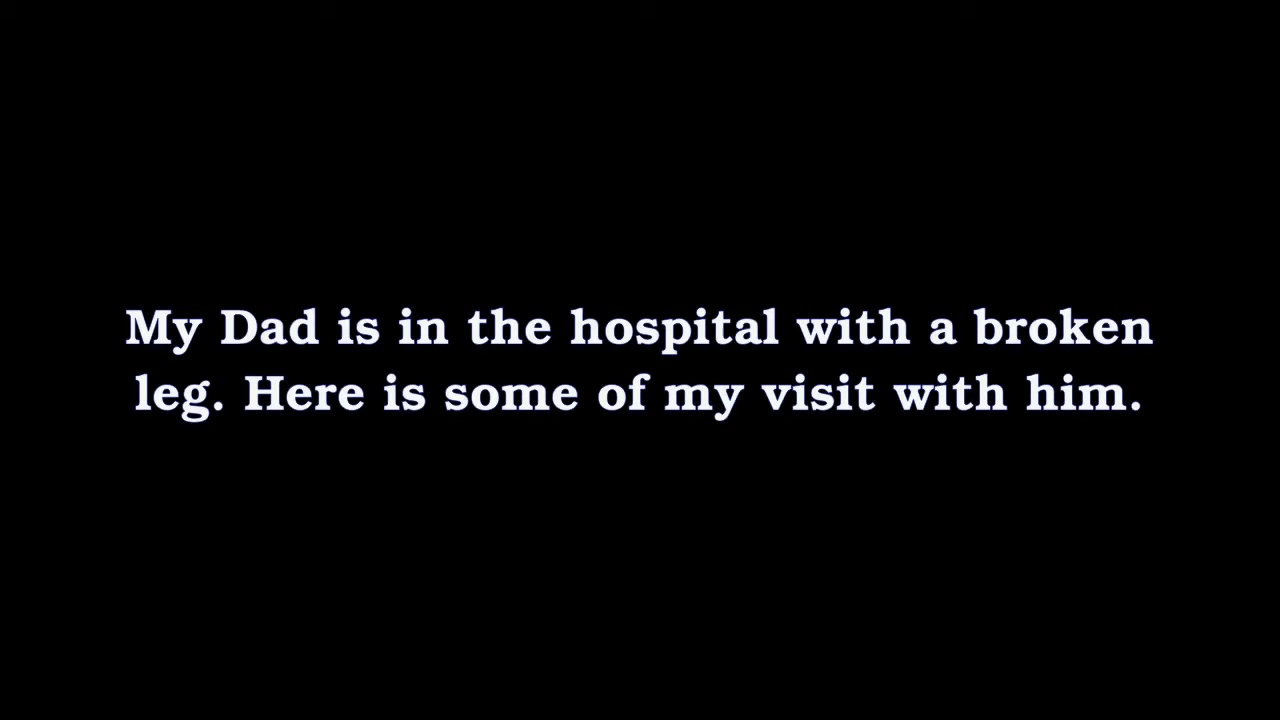 My Dad is in the hospital with a broken
leg. Here is some of my visit with him.